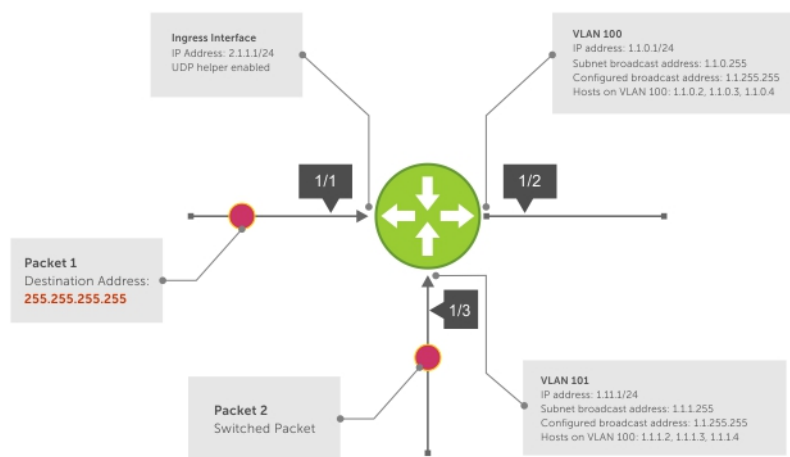 Ingress Interface
IP Address: 2.1.1.1/24
UDP helper enabled
VLAN 100
IP address: 1.1.0.1/24
Subnet broadcast address: 1.1.0.255
Configured broadcast address: 1.1.255.255
Hosts on VLAN 100: 1.1.0.2, 1.1.0.3, 1.1.0.4
1/1
1/2
Packet 1
Destination Address:
255.255.255.255
1/3
Packet 2
Switched Packet
VLAN 101
IP address: 1.11.1/24
Subnet broadcast address: 1.1.1.255
Configured broadcast address: 1.1.255.255
Hosts on VLAN 100: 1.1.1.2, 1.1.1.3, 1.1.1.4